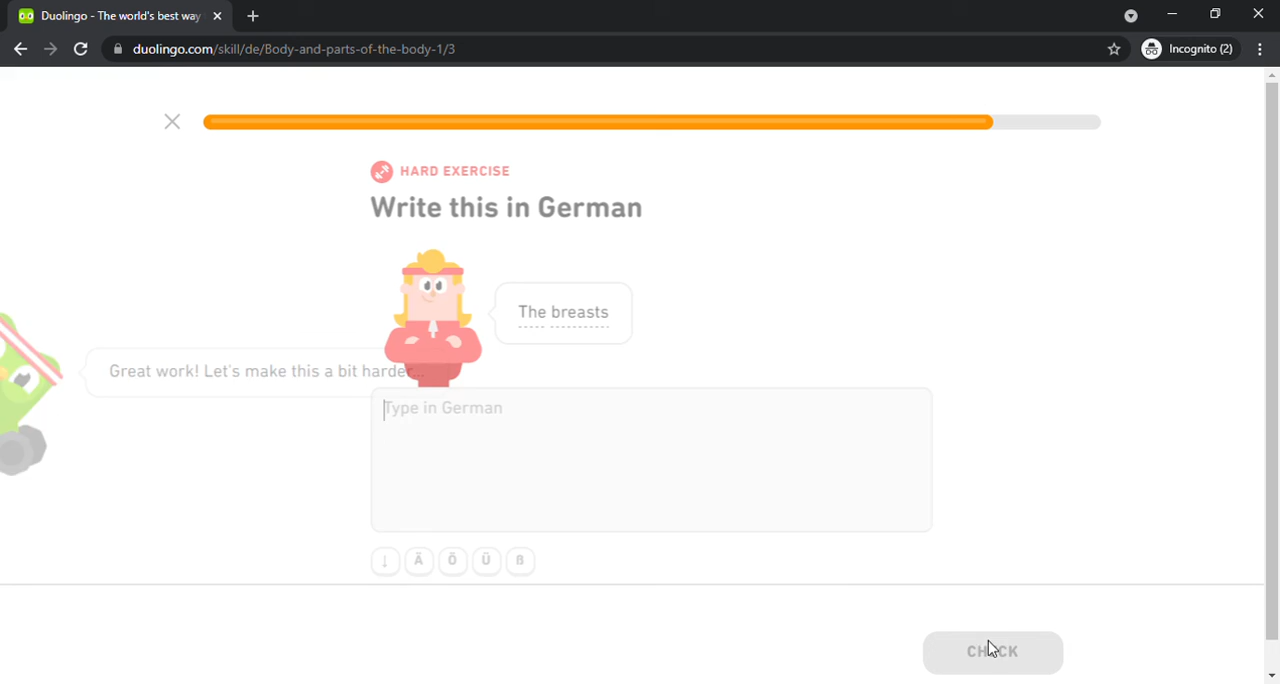 Duolingo - The world's best way
duolingo.com/skill/de/Body-and-parts-of-the-body-1/3
Incognito (2)
HARD EXERCISE
Write this in German
The breasts
Great work! Let's make this a bit harder...
Type in German
↓ Ä Ö Ü ß
CHECK